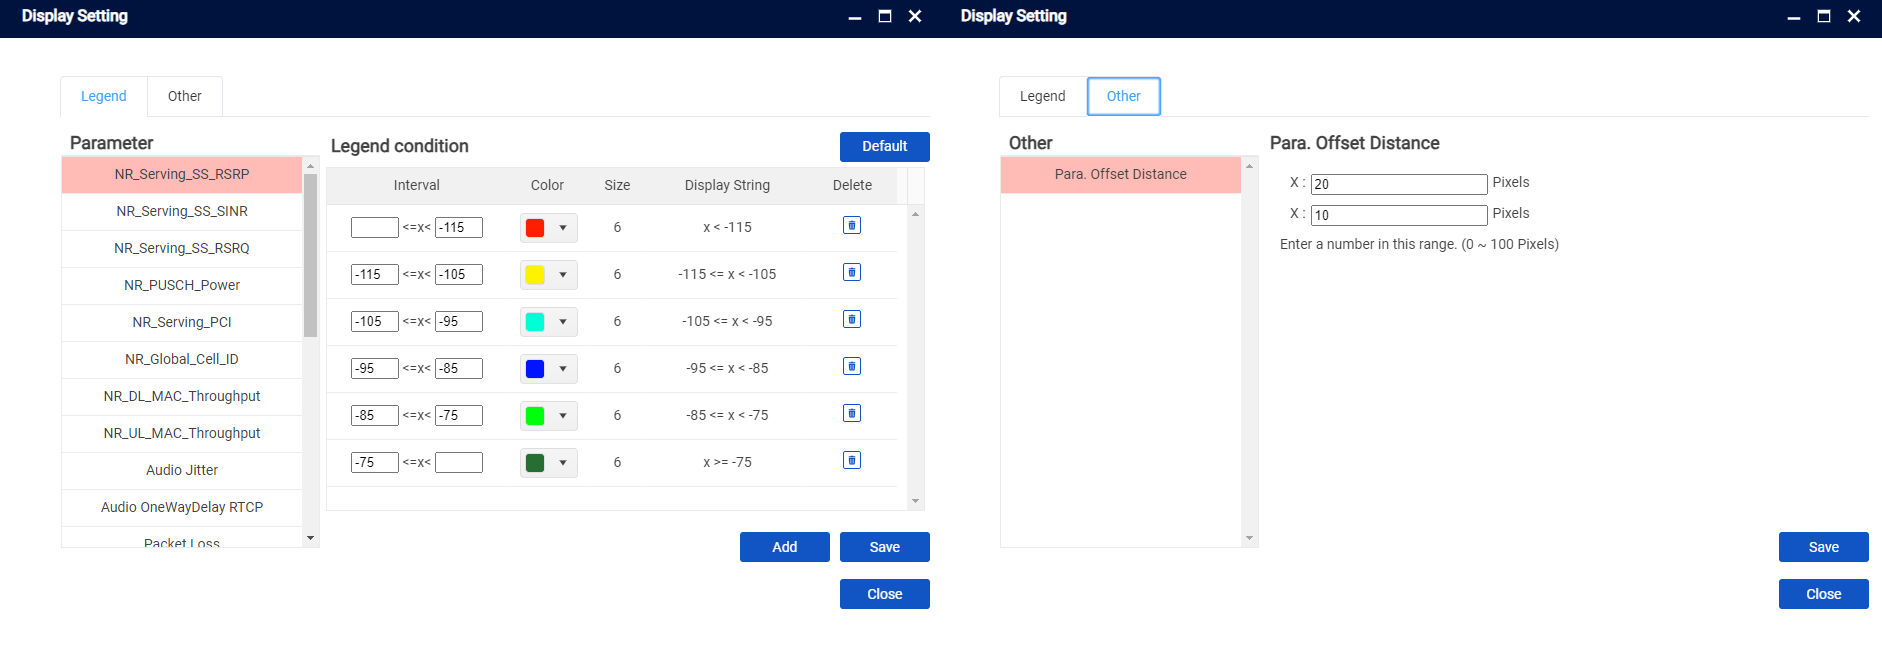 Display Setting
Legend
Other
Parameter
NR_Serving_SS_RSRP
NR_Serving_SS_SINR
NR_Serving_SS_RSRQ
NR_PUSCH_Power
NR_Serving_PCI
NR_Global_Cell_ID
NR_DL_MAC_Throughput
NR_UL_MAC_Throughput
Audio Jitter
Audio OneWayDelay RTCP
Packet Loss
Legend condition
Default
Interval Color Size Display String Delete
<=x< -115 6 x < -115
-115 <=x< -105 6 -115 <= x < -105
-105 <=x< -95 6 -105 <= x < -95
-95 <=x< -85 6 -95 <= x < -85
-85 <=x< -75 6 -85 <= x < -75
-75 <=x< 6 x >= -75
Add
Save
Close
Display Setting
Legend
Other
Other
Para. Offset Distance
Para. Offset Distance
X : 20 Pixels
X : 10 Pixels
Enter a number in this range. (0 ~ 100 Pixels)
Save
Close